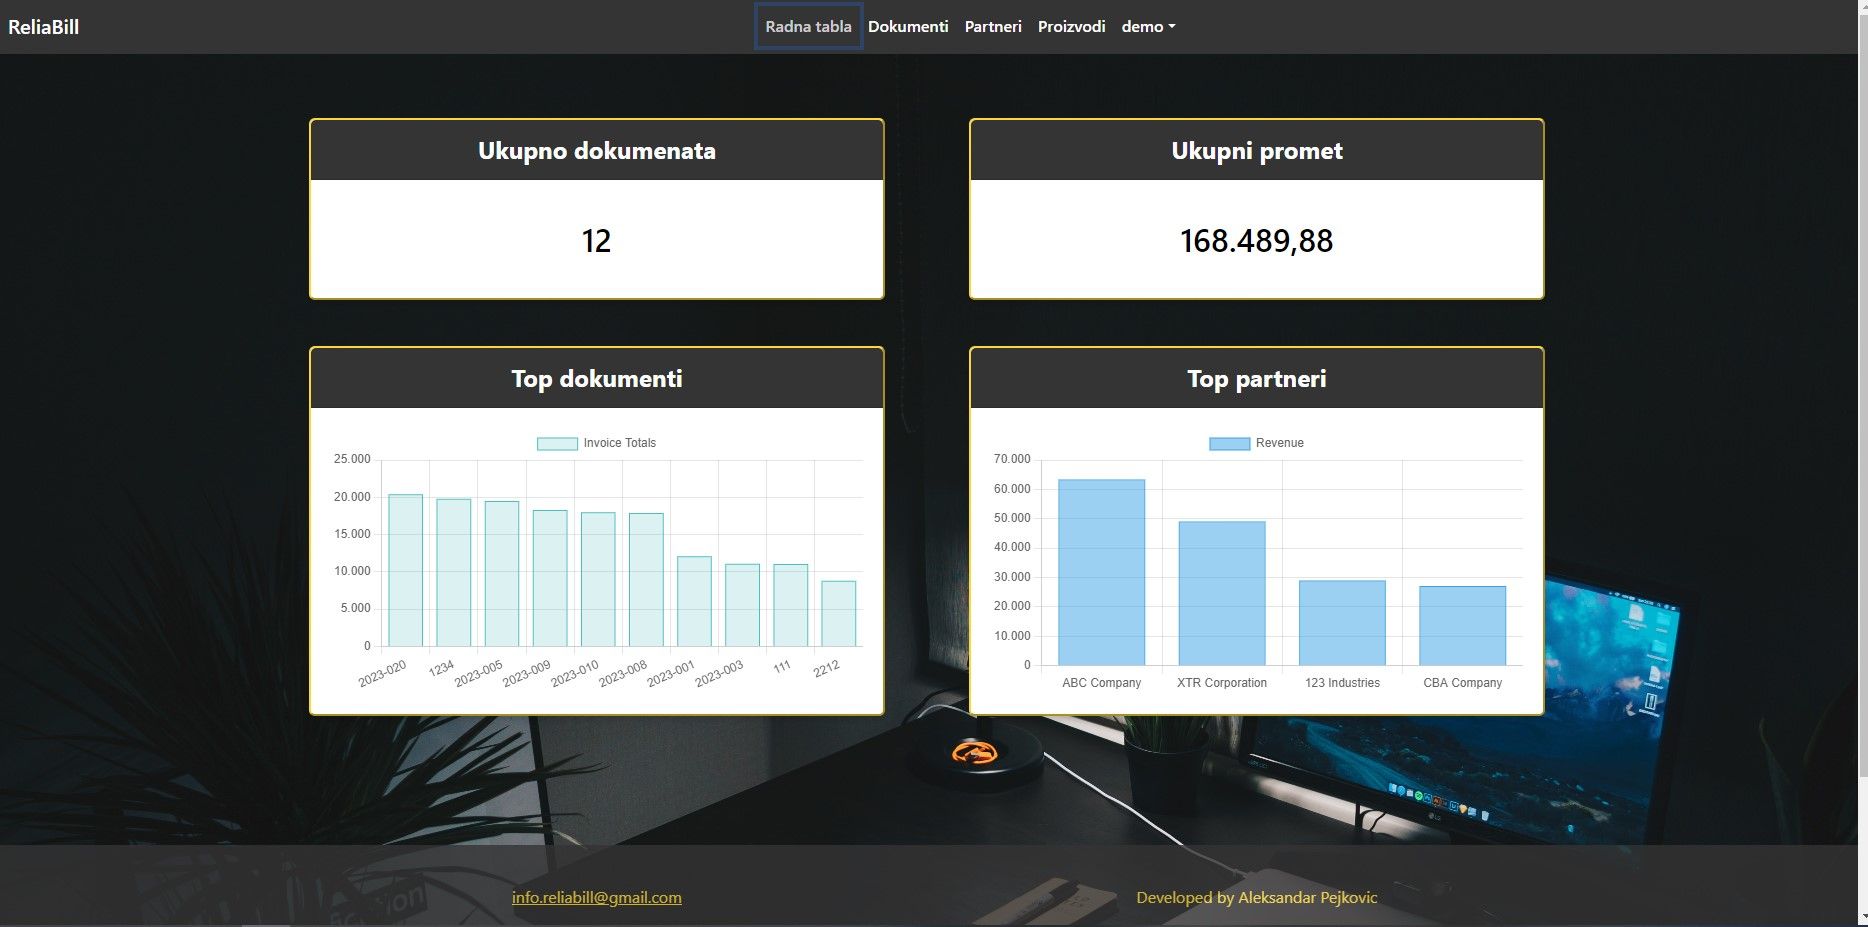 ReliaBill
Radna tabla Dokumenti Partneri Proizvodi demo
Ukupno dokumenata
12
Ukupni promet
168.489,88
Top dokumenti
Invoice Totals
25.000
20.000
15.000
10.000
5.000
0
2023-020 1234 2023-005 2023-009 2023-010 2023-008 2023-001 2023-003 111 2212
Top partneri
Revenue
70.000
60.000
50.000
40.000
30.000
20.000
10.000
0
ABC Company XTR Corporation 123 Industries CBA Company
info.reliabill@gmail.com
Developed by Aleksandar Pejkovic